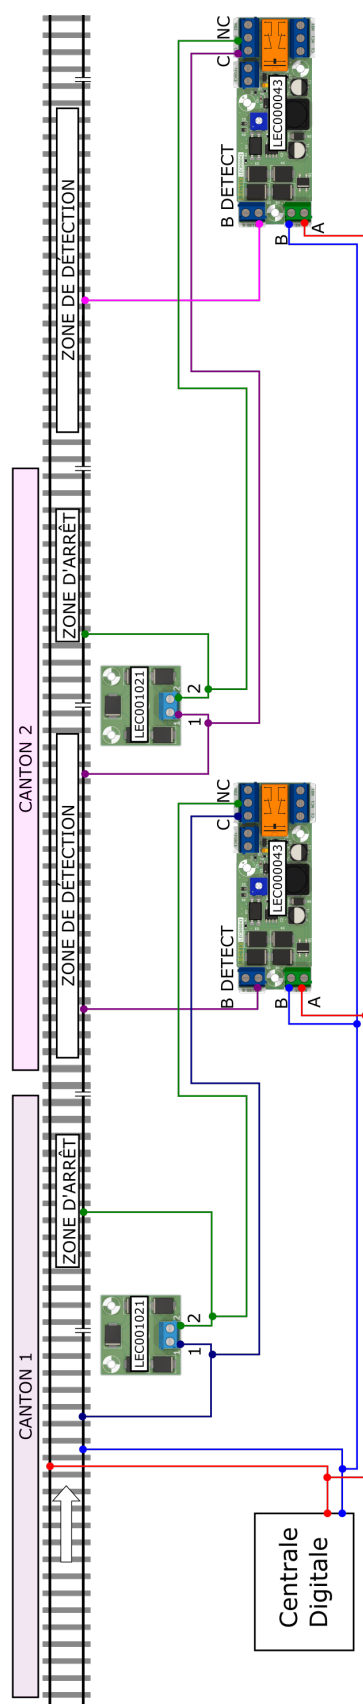 CANTON 1
CANTON 2
ZONE D'ARRÊT
ZONE DE DÉTECTION
ZONE D'ARRÊT
ZONE DE DÉTECTION
LEC001021
1
2
LEC001021
1
2
B DETECT
C
NC
LEC000043
B
A
B DETECT
C
NC
LEC000043
B
A
Centrale
Digitale